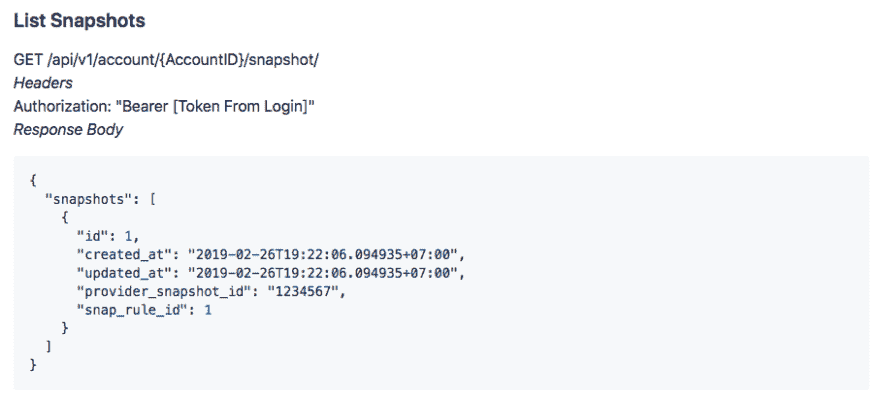 List Snapshots
GET /api/v1/account/{AccountID}/snapshot/
Headers
Authorization: "Bearer [Token From Login]"
Response Body
{
  "snapshots": [
    {
      "id": 1,
      "created_at": "2019-02-26T19:22:06.094935+07:00",
      "updated_at": "2019-02-26T19:22:06.094935+07:00",
      "provider_snapshot_id": "1234567",
      "snap_rule_id": 1
    }
  ]
}